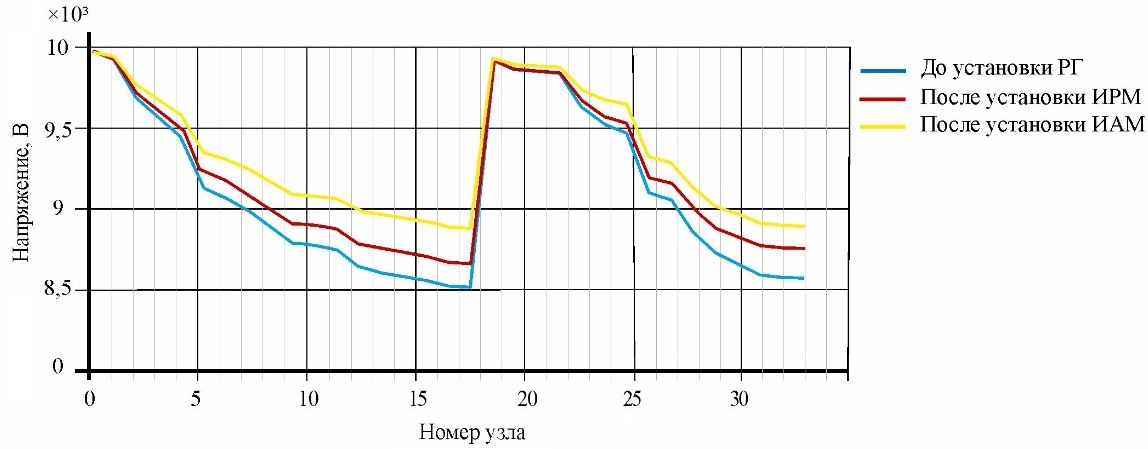 ×10³
10
9,5
9
8,5
0
Напряжение, В
0 5 10 15 20 25 30
Номер узла
До установки РГ
После установки ИРМ
После установки ИАМ